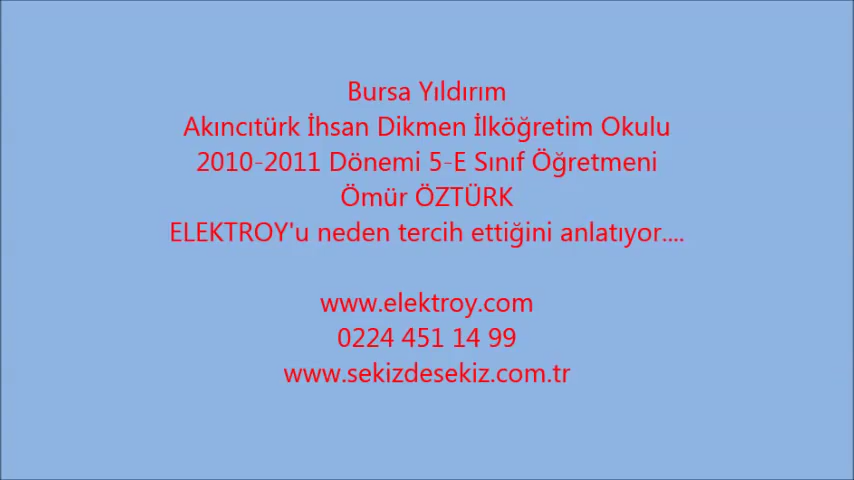 Bursa Yıldırım
Akıncıtürk İhsan Dikmen İlköğretim Okulu
2010-2011 Dönemi 5-E Sınıf Öğretmeni
Ömür ÖZTÜRK
ELEKTROY'u neden tercih ettiğini anlatıyor....
www.elektroy.com
0224 451 14 99
www.sekizdesekiz.com.tr